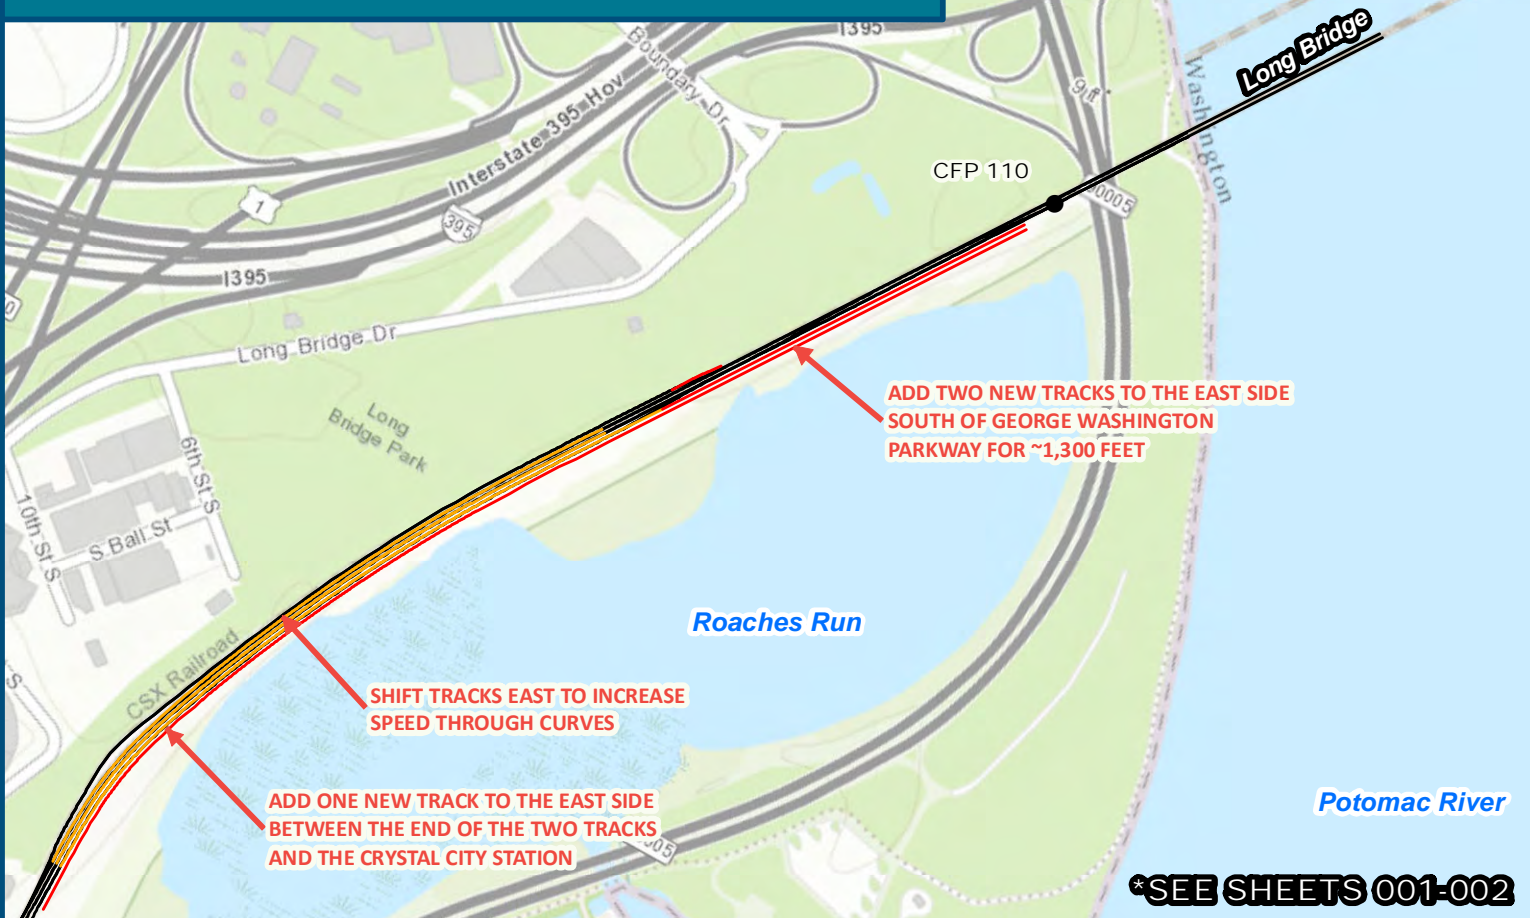 I395
Boundary Dr
Long Bridge
Washington
Interstate 395 Hov
CFP 110
1
395
I395
Long Bridge Dr
ADD TWO NEW TRACKS TO THE EAST SIDE
SOUTH OF GEORGE WASHINGTON
PARKWAY FOR ~1,300 FEET
Long
Bridge Park
6th St S
10th St S
S Ball St
Roaches Run
CSX Railroad
SHIFT TRACKS EAST TO INCREASE
SPEED THROUGH CURVES
ADD ONE NEW TRACK TO THE EAST SIDE
BETWEEN THE END OF THE TWO TRACKS
AND THE CRYSTAL CITY STATION
Potomac River
*SEE SHEETS 001-002